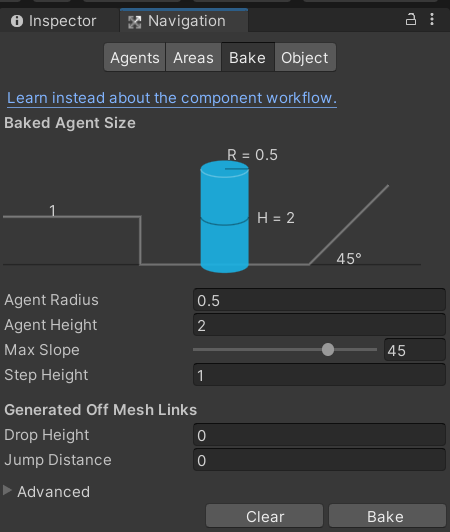 Inspector Navigation
Agents Areas Bake Object
Learn instead about the component workflow.
Baked Agent Size
R = 0.5
1
H = 2
45°
Agent Radius 0.5
Agent Height 2
Max Slope 45
Step Height 1
Generated Off Mesh Links
Drop Height 0
Jump Distance 0
Advanced
Clear Bake